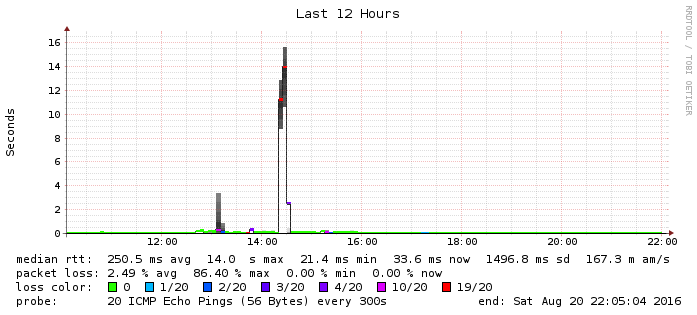 Last 12 Hours
RRDTOOL / TOBI OETIKER
Seconds
16
14
12
10
8
6
4
2
0
12:00 14:00 16:00 18:00 20:00 22:00
median rtt: 250.5 ms avg 14.0 s max 21.4 ms min 33.6 ms now 1496.8 ms sd 167.3 m am/s
packet loss: 2.49 % avg 86.40 % max 0.00 % min 0.00 % now
loss color: 0 1/20 2/20 3/20 4/20 10/20 19/20
probe: 20 ICMP Echo Pings (56 Bytes) every 300s end: Sat Aug 20 22:05:04 2016